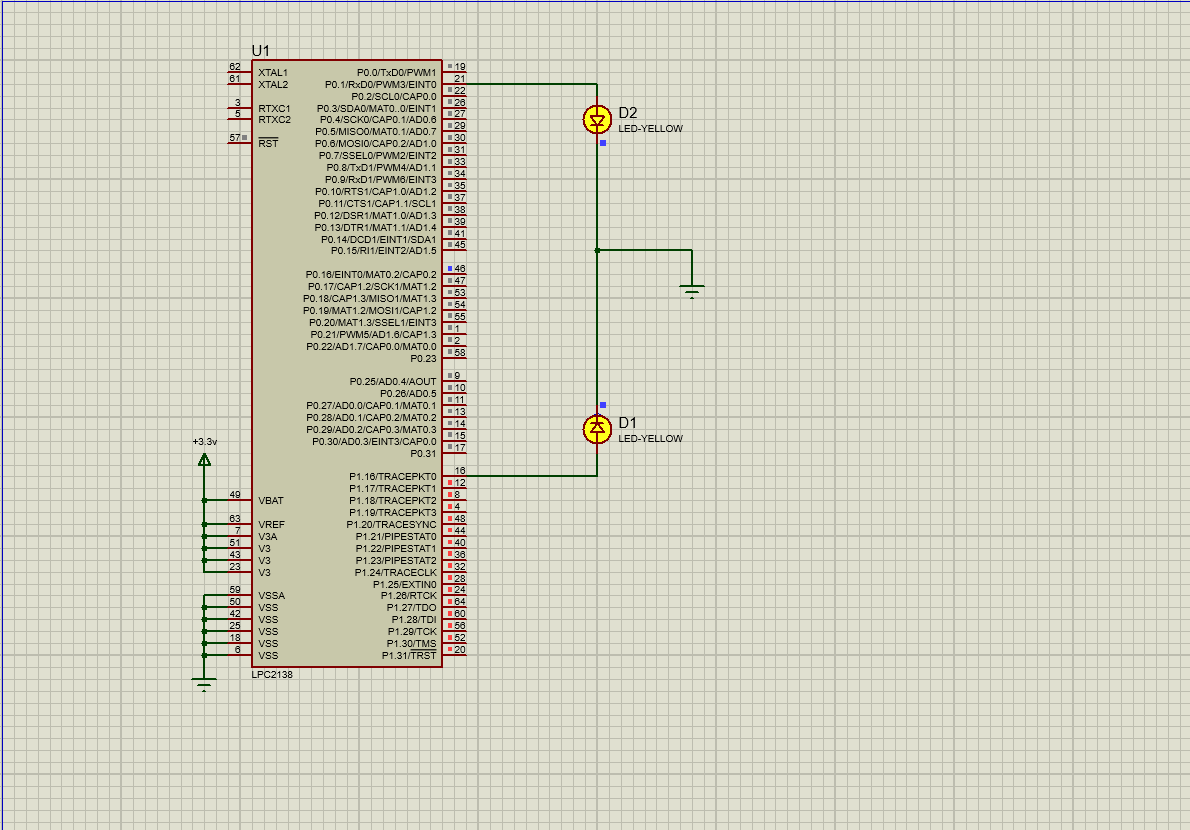 U1
62 XTAL1
61 XTAL2
3 RTXC1
5 RTXC2
57 RST
49 VBAT
63 VREF
7 V3A
51 V3
43 V3
23 V3
59 VSSA
50 VSS
42 VSS
25 VSS
18 VSS
6 VSS
+3.3v
P0.0/TxD0/PWM1 19
P0.1/RxD0/PWM3/EINT0 21
P0.2/SCL0/CAP0.0 22
P0.3/SDA0/MAT0..0/EINT1 26
P0.4/SCK0/CAP0.1/AD0.6 27
P0.5/MISO0/MAT0.1/AD0.7 29
P0.6/MOSI0/CAP0.2/AD1.0 30
P0.7/SSEL0/PWM2/EINT2 31
P0.8/TxD1/PWM4/AD1.1 33
P0.9/RxD1/PWM6/EINT3 34
P0.10/RTS1/CAP1.0/AD1.2 35
P0.11/CTS1/CAP1.1/SCL1 37
P0.12/DSR1/MAT1.0/AD1.3 38
P0.13/DTR1/MAT1.1/AD1.4 39
P0.14/DCD1/EINT1/SDA1 41
P0.15/RI1/EINT2/AD1.5 45
P0.16/EINT0/MAT0.2/CAP0.2 46
P0.17/CAP1.2/SCK1/MAT1.2 47
P0.18/CAP1.3/MISO1/MAT1.3 53
P0.19/MAT1.2/MOSI1/CAP1.2 54
P0.20/MAT1.3/SSEL1/EINT3 55
P0.21/PWM5/AD1.6/CAP1.3 1
P0.22/AD1.7/CAP0.0/MAT0.0 2
P0.23 58
P0.25/AD0.4/AOUT 9
P0.26/AD0.5 10
P0.27/AD0.0/CAP0.1/MAT0.1 11
P0.28/AD0.1/CAP0.2/MAT0.2 13
P0.29/AD0.2/CAP0.3/MAT0.3 14
P0.30/AD0.3/EINT3/CAP0.0 15
P0.31 17
P1.16/TRACEPKT0 16
P1.17/TRACEPKT1 12
P1.18/TRACEPKT2 8
P1.19/TRACEPKT3 4
P1.20/TRACESYNC 48
P1.21/PIPESTAT0 44
P1.22/PIPESTAT1 40
P1.23/PIPESTAT2 36
P1.24/TRACECLK 32
P1.25/EXTIN0 28
P1.26/RTCK 24
P1.27/TDO 64
P1.28/TDI 60
P1.29/TCK 56
P1.30/TMS 52
P1.31/TRST 20
LPC2138
D2
LED-YELLOW
D1
LED-YELLOW